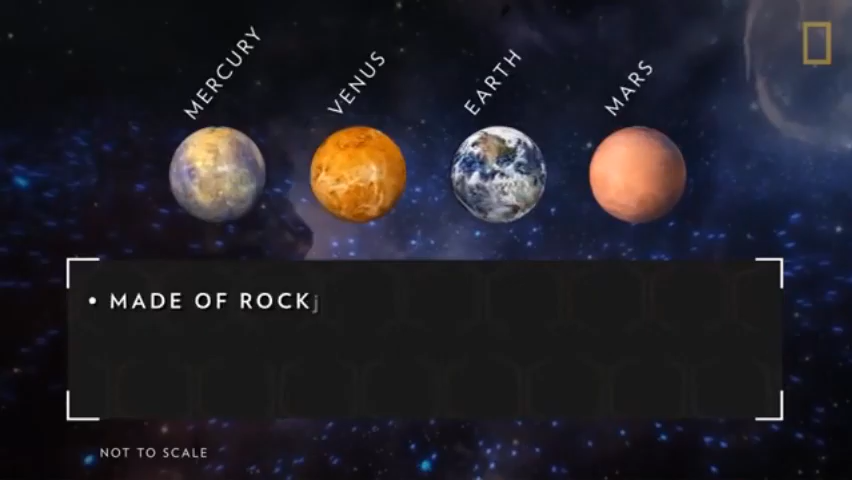 MERCURY
VENUS
EARTH
MARS
• MADE OF ROCK
NOT TO SCALE